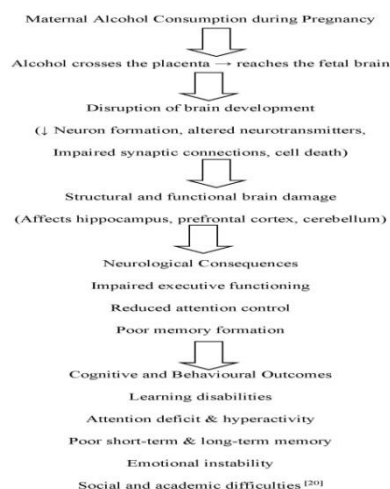 Maternal Alcohol Consumption during Pregnancy
Alcohol crosses the placenta → reaches the fetal brain
Disruption of brain development
(↓ Neuron formation, altered neurotransmitters,
Impaired synaptic connections, cell death)
Structural and functional brain damage
(Affects hippocampus, prefrontal cortex, cerebellum)
Neurological Consequences
Impaired executive functioning
Reduced attention control
Poor memory formation
Cognitive and Behavioural Outcomes
Learning disabilities
Attention deficit & hyperactivity
Poor short-term & long-term memory
Emotional instability
Social and academic difficulties [20]